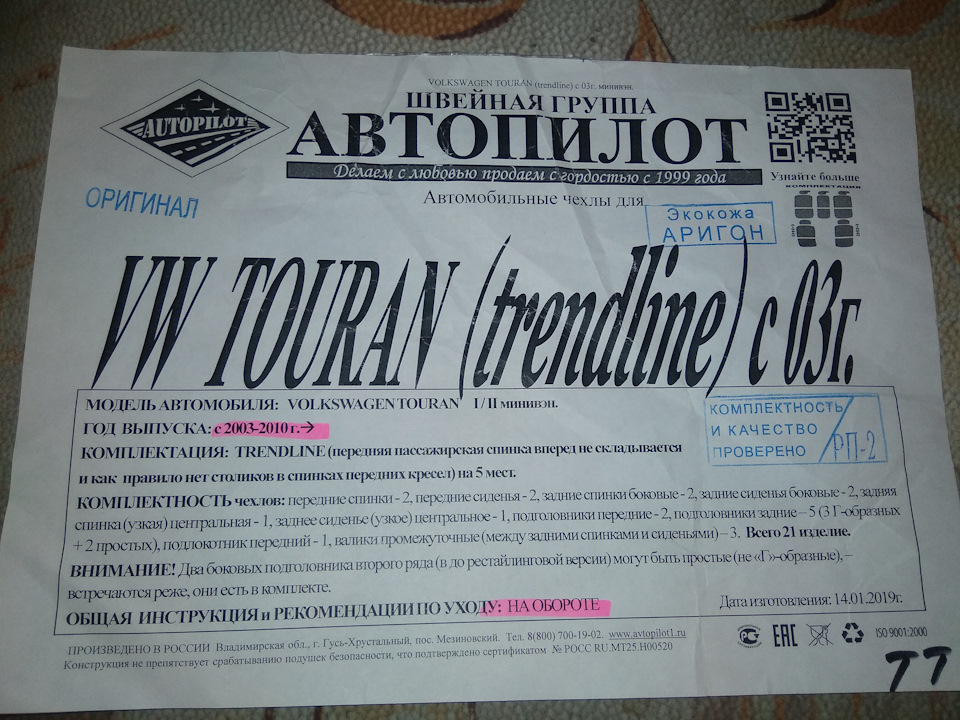 VOLKSWAGEN TOURAN (trendline) с 03г. минивэн.
ШВЕЙНАЯ ГРУППА
AUTOPILOT
АВТОПИЛОТ
Делаем с любовью продаем с гордостью с 1999 года
Узнайте больше
КОМПЛЕКТАЦИЯ
ОРИГИНАЛ
Автомобильные чехлы для
Экокожа
АРИГОН
VW TOURAN (trendline) с 03г.
МОДЕЛЬ АВТОМОБИЛЯ: VOLKSWAGEN TOURAN I / II минивэн.
ГОД ВЫПУСКА: с 2003-2010 г.→
КОМПЛЕКТАЦИЯ: TRENDLINE (передняя пассажирская спинка вперед не складывается
и как правило нет столиков в спинках передних кресел) на 5 мест.
КОМПЛЕКТНОСТЬ
И КАЧЕСТВО
ПРОВЕРЕНО
РП-2
КОМПЛЕКТНОСТЬ чехлов: передние спинки - 2, передние сиденья - 2, задние спинки боковые - 2, задние сиденья боковые - 2, задняя
спинка (узкая) центральная - 1, заднее сиденье (узкое) центральное - 1, подголовники передние - 2, подголовники задние – 5 (3 Г-образных
+ 2 простых), подлокотник передний - 1, валики промежуточные (между задними спинками и сиденьями) – 3. Всего 21 изделие.
ВНИМАНИЕ! Два боковых подголовника второго ряда (в до рестайлинговой версии) могут быть простые (не «Г»-образные), –
встречаются реже, они есть в комплекте.
ОБЩАЯ ИНСТРУКЦИЯ и РЕКОМЕНДАЦИИ ПО УХОДУ: НА ОБОРОТЕ
Дата изготовления: 14.01.2019г.
ПРОИЗВЕДЕНО В РОССИИ Владимирская обл., г. Гусь-Хрустальный, пос. Мезиновский. Тел. 8(800) 700-19-02. www.avtopilot1.ru
Конструкция не препятствует срабатыванию подушек безопасности, что подтверждено сертификатом № РОСС RU.МТ25.Н00520
EAC
ISO 9001:2000
TT